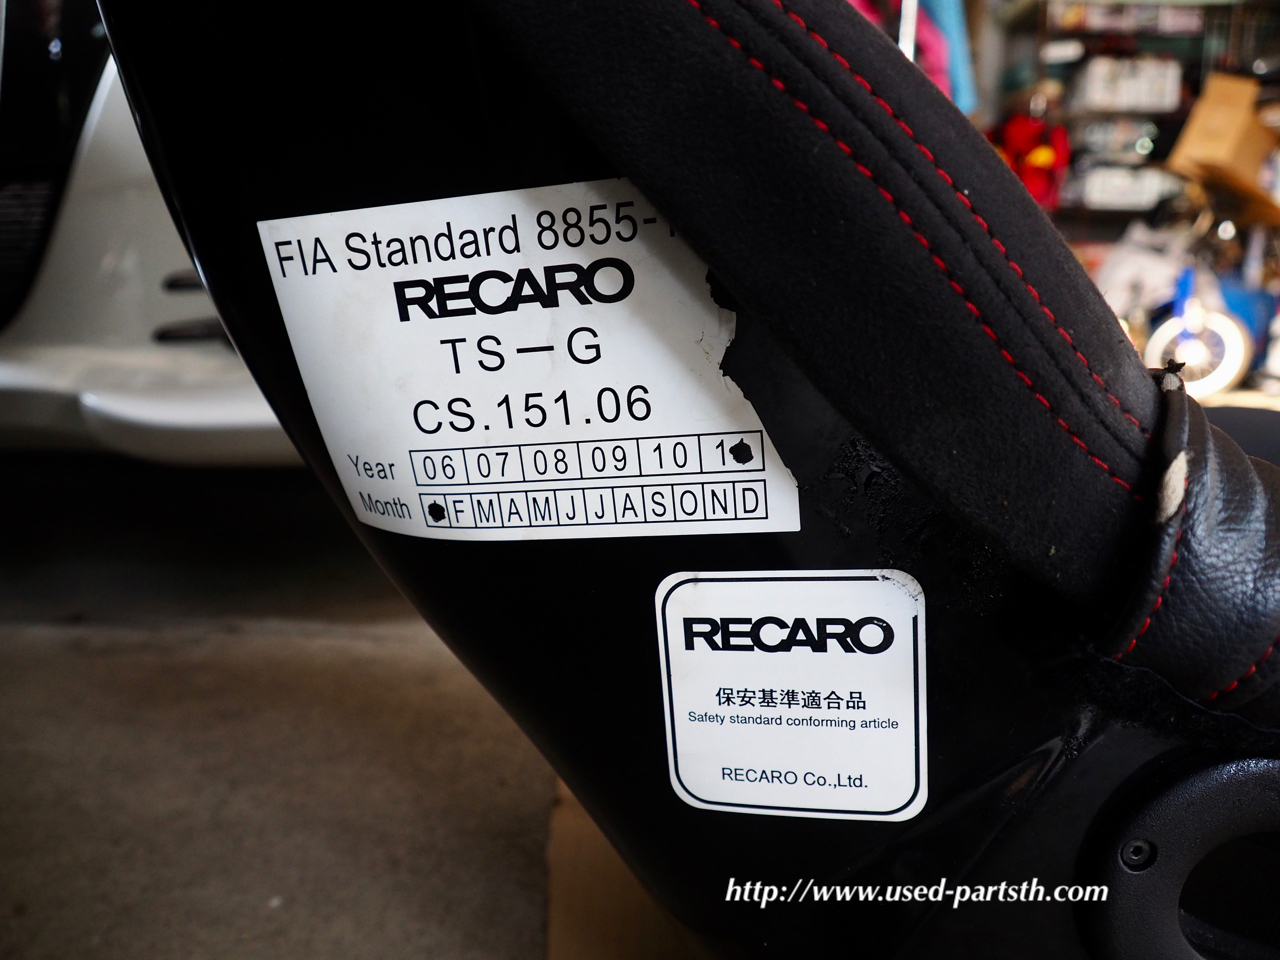 FIA Standard 8855-1
RECARO
TS-G
CS.151.06
Year 06 07 08 09 10 1
Month F M A M J J A S O N D
RECARO
保安基準適合品
Safety standard conforming article
RECARO Co.,Ltd.
http://www.used-partsth.com